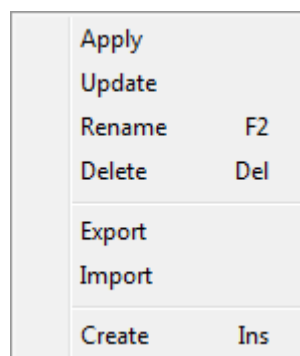 Apply
Update
Rename F2
Delete Del
Export
Import
Create Ins